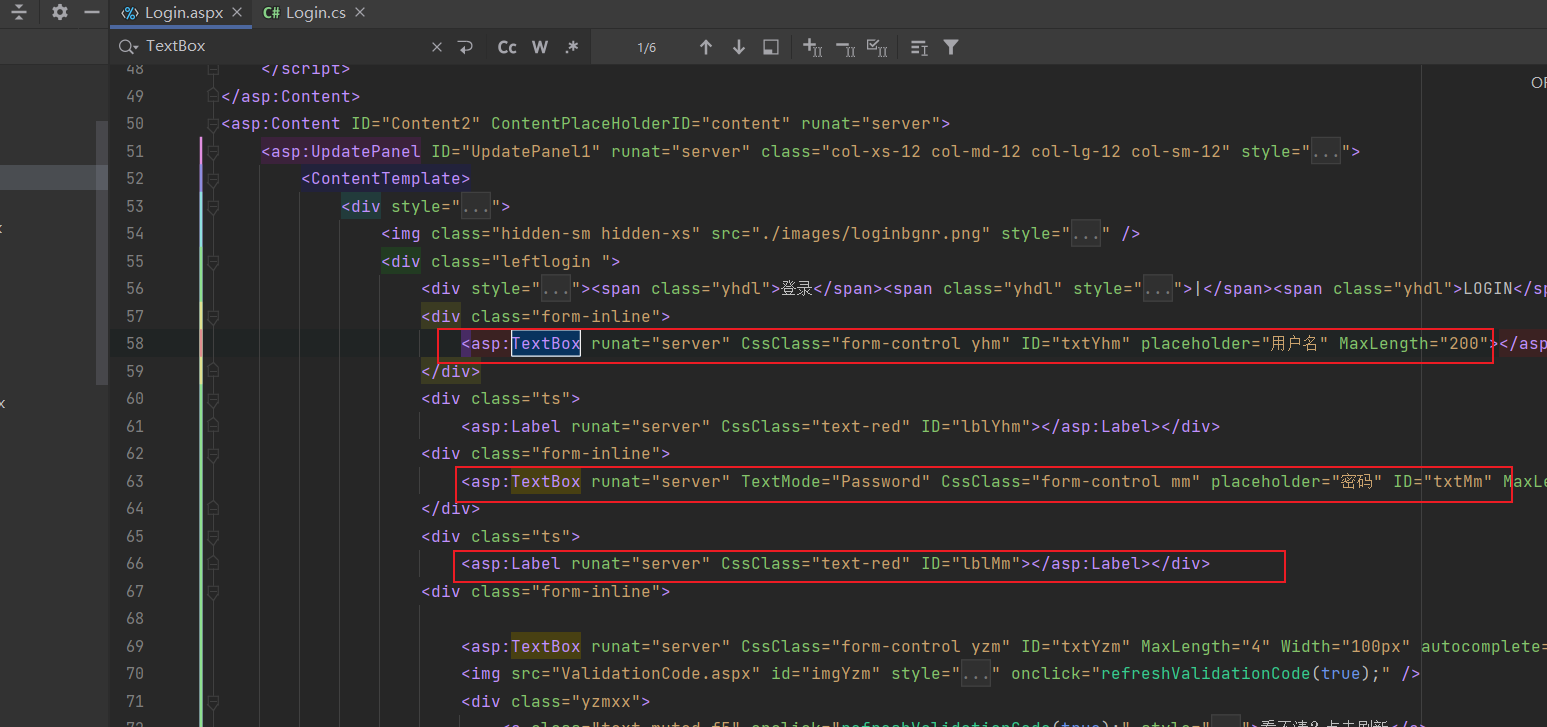 Login.aspx × C# Login.cs ×
TextBox × Cc W .* 1/6
48 </script>
49 </asp:Content>
50 <asp:Content ID="Content2" ContentPlaceHolderID="content" runat="server">
51 <asp:UpdatePanel ID="UpdatePanel1" runat="server" class="col-xs-12 col-md-12 col-lg-12 col-sm-12" style="...">
52 <ContentTemplate>
53 <div style="...">
54 <img class="hidden-sm hidden-xs" src="./images/loginbgnr.png" style="..." />
55 <div class="leftlogin ">
56 <div style="..."><span class="yhdl">登录</span><span class="yhdl" style="...">|</span><span class="yhdl">LOGIN</sp
57 <div class="form-inline">
58 <asp:TextBox runat="server" CssClass="form-control yhm" ID="txtYhm" placeholder="用户名" MaxLength="200"></asp
59 </div>
60 <div class="ts">
61 <asp:Label runat="server" CssClass="text-red" ID="lblYhm"></asp:Label></div>
62 <div class="form-inline">
63 <asp:TextBox runat="server" TextMode="Password" CssClass="form-control mm" placeholder="密码" ID="txtMm" MaxLe
64 </div>
65 <div class="ts">
66 <asp:Label runat="server" CssClass="text-red" ID="lblMm"></asp:Label></div>
67 <div class="form-inline">
68
69 <asp:TextBox runat="server" CssClass="form-control yzm" ID="txtYzm" MaxLength="4" Width="100px" autocomplete=
70 <img src="ValidationCode.aspx" id="imgYzm" style="..." onclick="refreshValidationCode(true);" />
71 <div class="yzmxx">